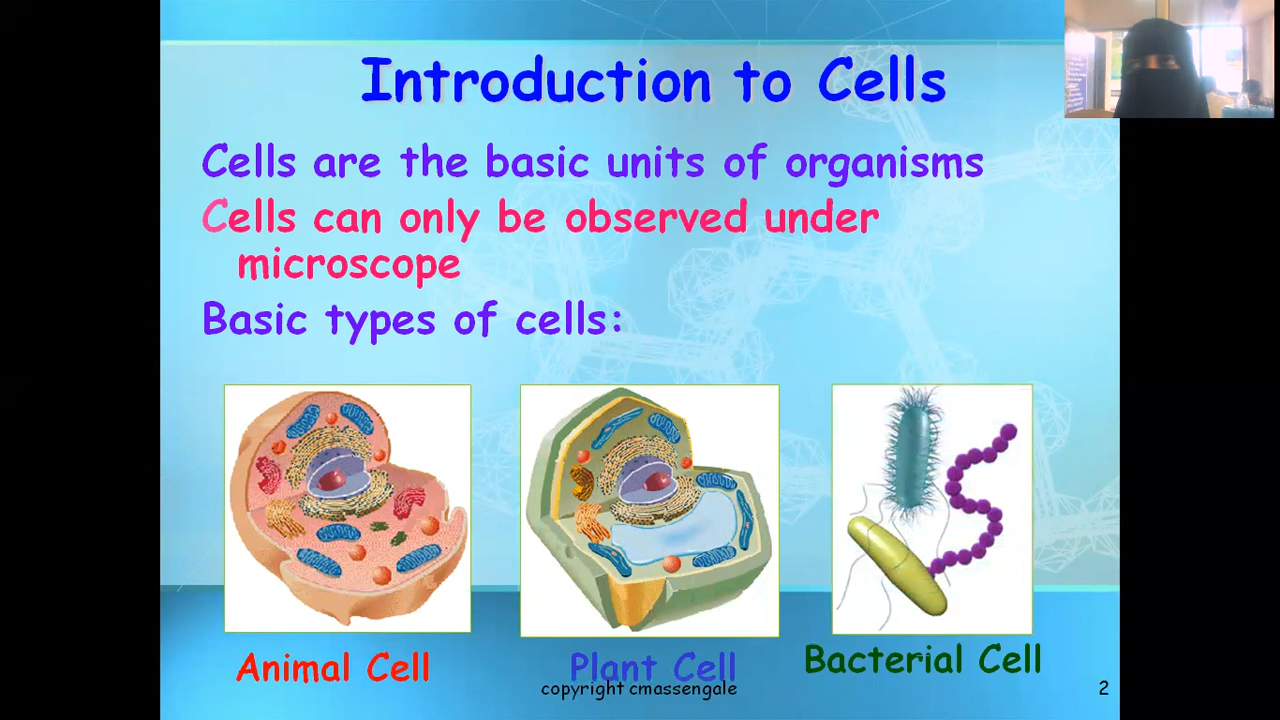 Introduction to Cells
Cells are the basic units of organisms
Cells can only be observed under
microscope
Basic types of cells:
Animal Cell
Plant Cell
Bacterial Cell
copyright cmassengale
2